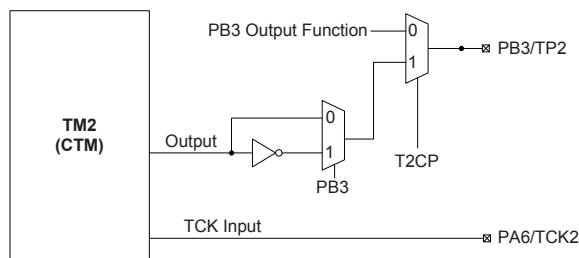 PB3 Output Function
0
1
PB3/TP2
TM2
(CTM)
Output
0
1
PB3
T2CP
TCK Input
PA6/TCK2